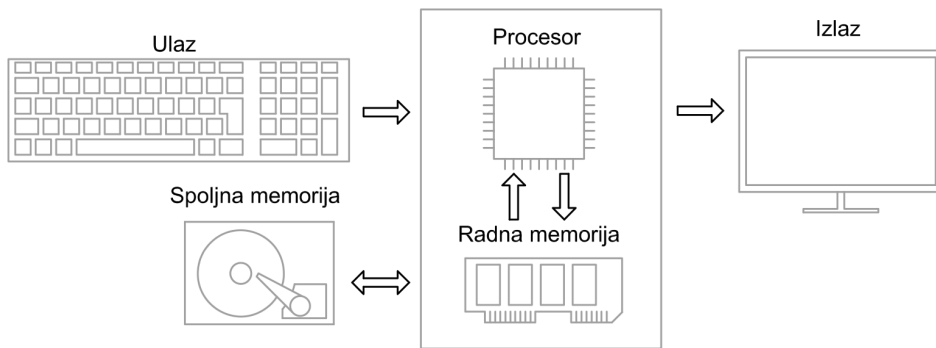 Ulaz
Procesor
Izlaz
Spoljna memorija
Radna memorija